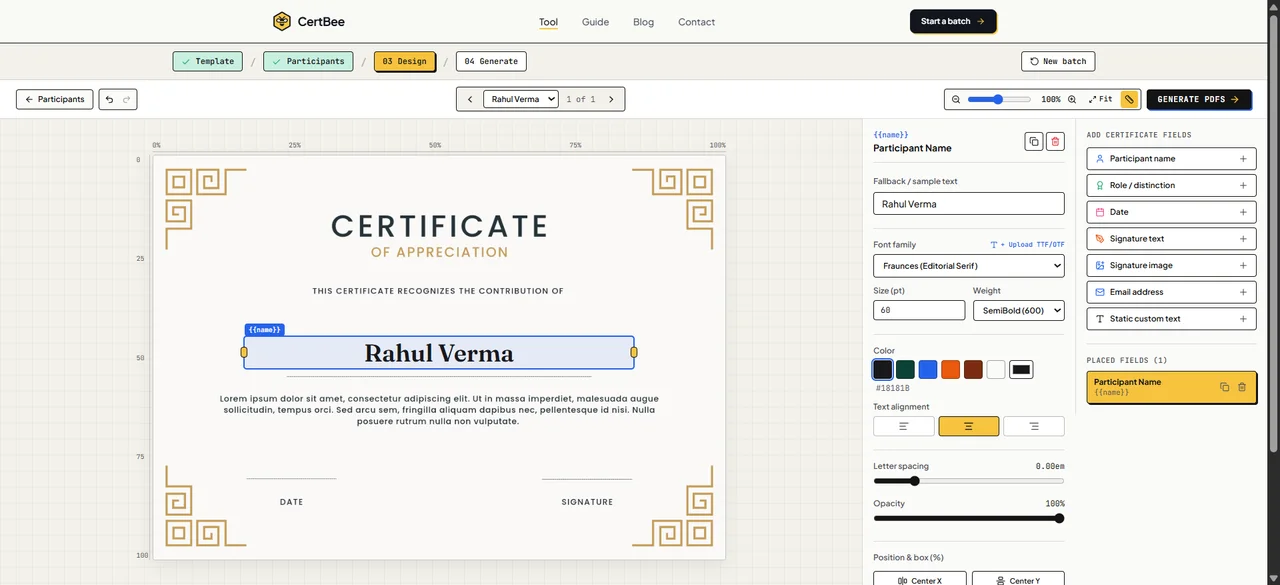 CertBee
Tool Guide Blog Contact
Start a batch →
✓ Template / ✓ Participants / 03 Design / 04 Generate
New batch
← Participants
Rahul Verma 1 of 1
100% Fit
GENERATE PDFS →
0% 25% 50% 75% 100%
0
25
50
75
100
CERTIFICATE
OF APPRECIATION
THIS CERTIFICATE RECOGNIZES THE CONTRIBUTION OF
{{name}}
Rahul Verma
Lorem ipsum dolor sit amet, consectetur adipiscing elit. Ut in massa imperdiet, malesuada augue
sollicitudin, tempus orci. Sed arcu sem, fringilla aliquam dapibus nec, pellentesque id nisi. Nulla
posuere rutrum nulla non vulputate.
DATE
SIGNATURE
{{name}}
Participant Name
Fallback / sample text
Rahul Verma
Font family
T + Upload TTF/OTF
Fraunces (Editorial Serif)
Size (pt) Weight
60 SemiBold (600)
Color
#18181B
Text alignment
Letter spacing 0.00em
Opacity 100%
Position & box (%)
Center X Center Y
ADD CERTIFICATE FIELDS
Participant name +
Role / distinction +
Date +
Signature text +
Signature image +
Email address +
Static custom text +
PLACED FIELDS (1)
Participant Name
{{name}}